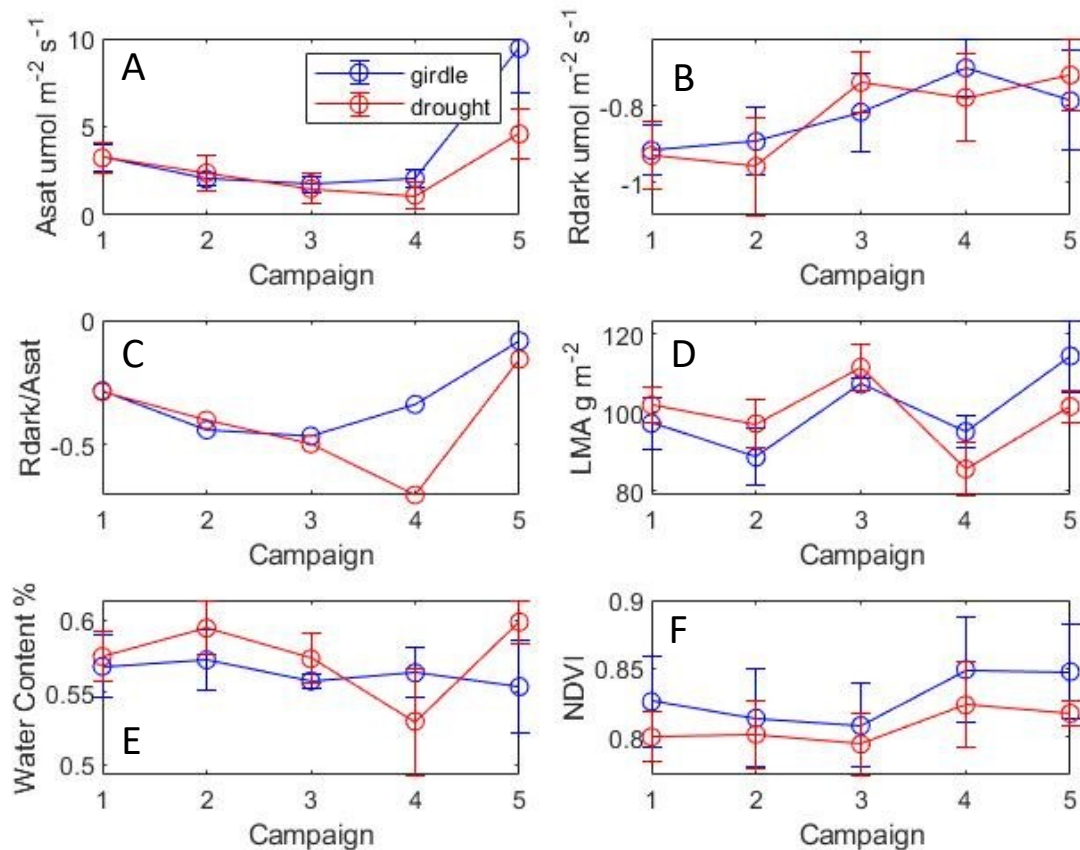 A
Asat umol m⁻² s⁻¹
10
5
0
girdle
drought
1 2 3 4 5
Campaign
B
Rdark umol m⁻² s⁻¹
-0.8
-1
1 2 3 4 5
Campaign
C
Rdark/Asat
0
-0.5
1 2 3 4 5
Campaign
D
LMA g m⁻²
120
100
80
1 2 3 4 5
Campaign
E
Water Content %
0.6
0.55
0.5
1 2 3 4 5
Campaign
F
NDVI
0.9
0.85
0.8
1 2 3 4 5
Campaign